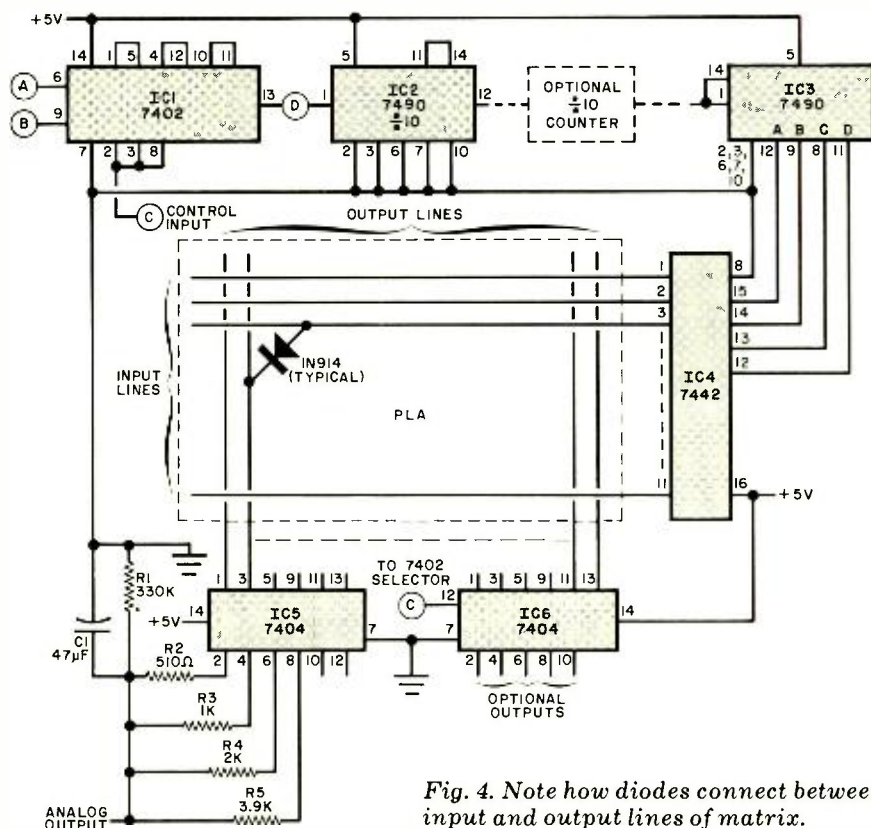 +5V
14 1 5 4 12 10 11
5 11 14
5
A 6
IC1
7402
13 D 1
IC2
7490
÷10
12
OPTIONAL
÷10
COUNTER
14
1
IC3
7490
A B C D
B 9
7 2 3 8
2 3 6 7 10
2, 3,
6, 7,
10
12 9 8 11
C CONTROL
INPUT
OUTPUT LINES
1 8
2 15
3 14
13
12
IN914
(TYPICAL)
INPUT
LINES
PLA
IC4
7442
11 16 +5V
R1
330K
TO 7402
SELECTOR
C 12
1 3 5 9 11 13
1 3 5 9 11 13
+5V 14
IC5
7404
7 7
IC6
7404
14
C1
47µF
R2
510Ω
2 4 6 8 10 12
2 4 6 8 10
OPTIONAL
OUTPUTS
R3
1K
R4
2K
R5
3.9K
ANALOG
OUTPUT
Fig. 4. Note how diodes connect between
input and output lines of matrix.